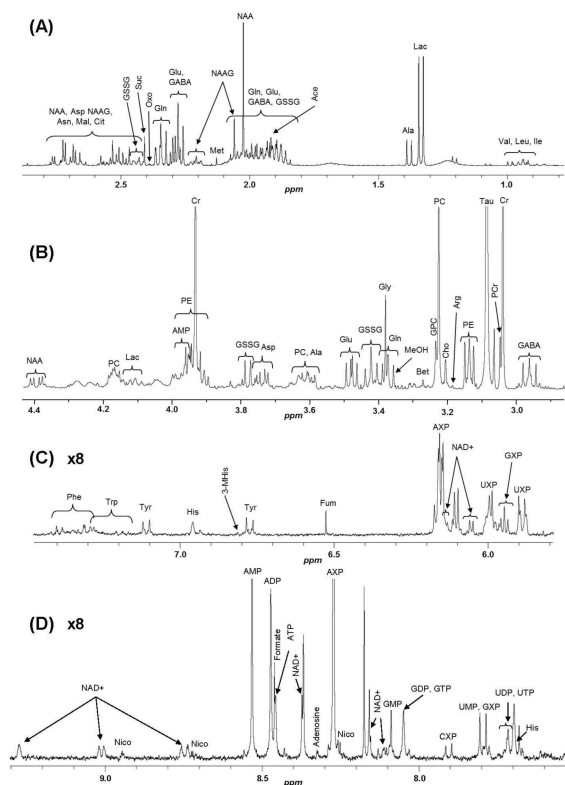 (A)
NAA
Lac
Glu,
GABA
NAAG
Gln, Glu,
GABA, GSSG
Ace
GSSG
Suc
Oxo
Gln
NAA, Asp NAAG,
Asn, Mal, Cit
Met
Ala
Val, Leu, Ile
2.5
2.0
1.5
1.0
ppm
(B)
Cr
PC
Tau
Cr
PE
AMP
Gly
GPC
Cho
Arg
PCr
PE
GABA
NAA
PC
Lac
GSSG
Asp
PC, Ala
Glu
GSSG
Gln
MeOH
Bet
4.4
4.2
4.0
3.8
3.6
3.4
3.2
3.0
ppm
(C) x8
AXP
NAD+
GXP
UXP
UXP
Phe
Trp
Tyr
His
3-MHis
Tyr
Fum
7.0
6.5
6.0
ppm
(D) x8
AMP
ADP
Formate
ATP
NAD+
AXP
Adenosine
Nico
NAD+
GMP
GDP, GTP
CXP
UMP, GXP
UDP, UTP
His
NAD+
Nico
Nico
9.0
8.5
8.0
ppm